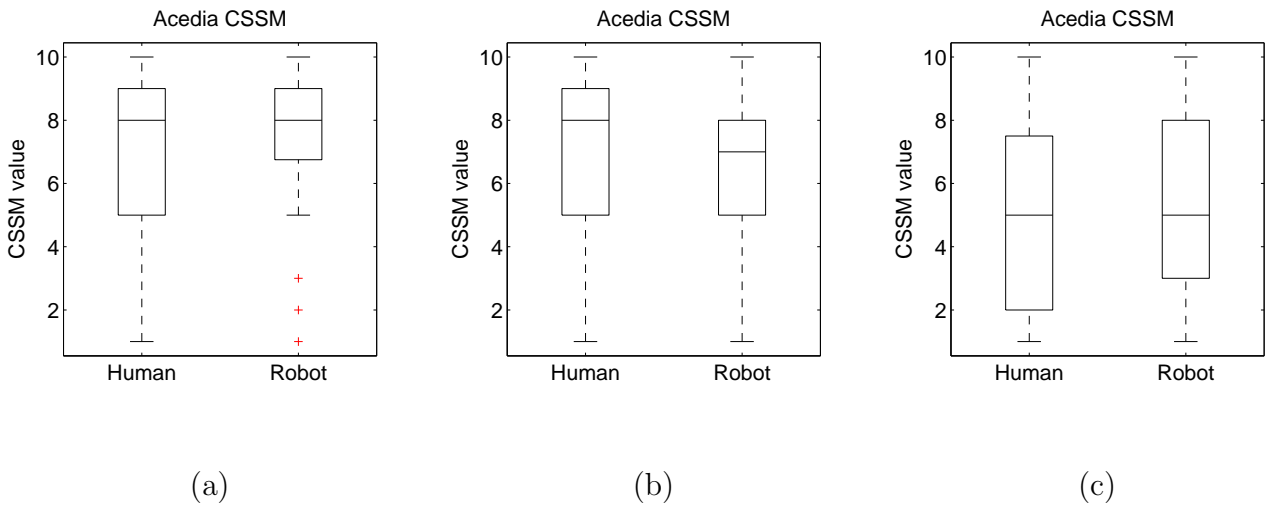 Acedia CSSM
10
8
6
4
2
CSSM value
Human Robot
(a)
Acedia CSSM
10
8
6
4
2
CSSM value
Human Robot
(b)
Acedia CSSM
10
8
6
4
2
CSSM value
Human Robot
(c)